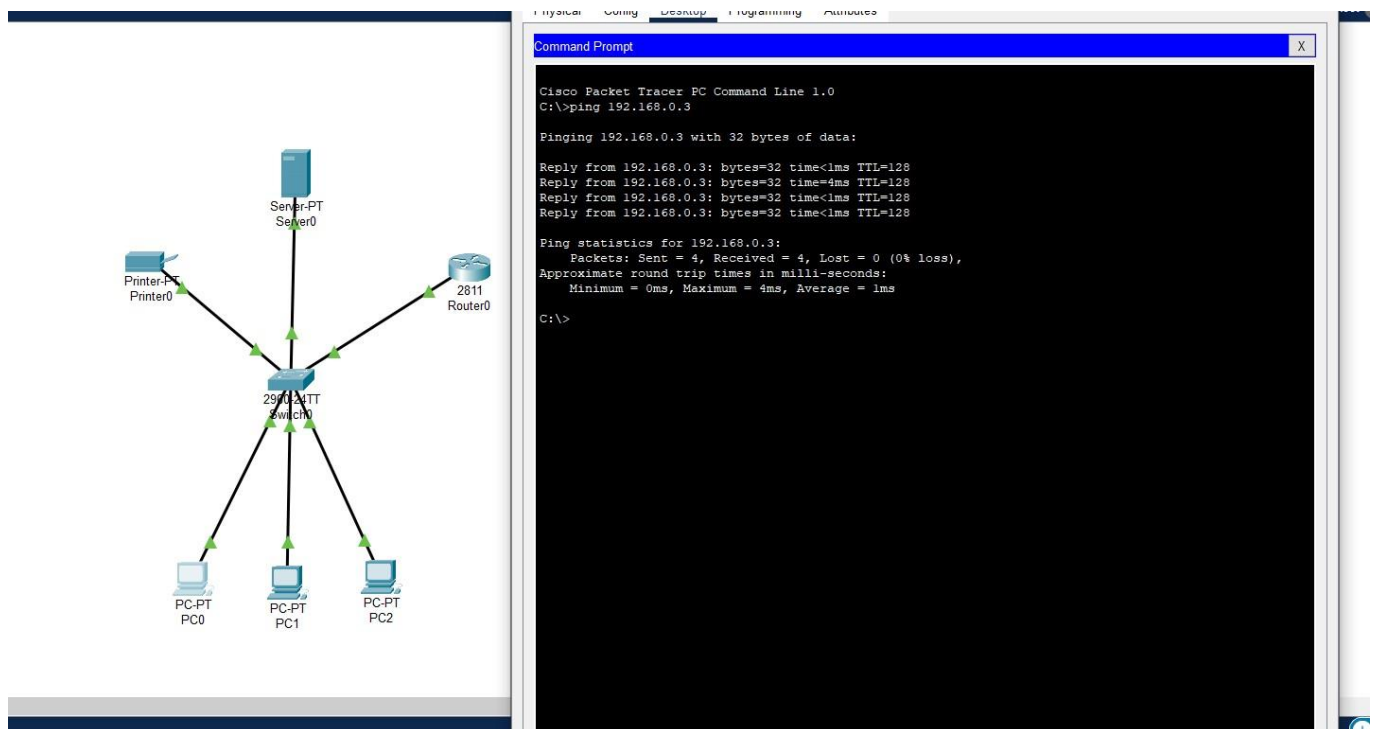 Physical Config Desktop Programming Attributes
Command Prompt
X
Cisco Packet Tracer PC Command Line 1.0
C:\>ping 192.168.0.3
Pinging 192.168.0.3 with 32 bytes of data:
Reply from 192.168.0.3: bytes=32 time<1ms TTL=128
Reply from 192.168.0.3: bytes=32 time=4ms TTL=128
Reply from 192.168.0.3: bytes=32 time<1ms TTL=128
Reply from 192.168.0.3: bytes=32 time<1ms TTL=128
Ping statistics for 192.168.0.3:
Packets: Sent = 4, Received = 4, Lost = 0 (0% loss),
Approximate round trip times in milli-seconds:
Minimum = 0ms, Maximum = 4ms, Average = 1ms
C:\>
Server-PT
Server0
Printer-PT
Printer0
2811
Router0
2960-24TT
Switch0
PC-PT
PC0
PC-PT
PC1
PC-PT
PC2